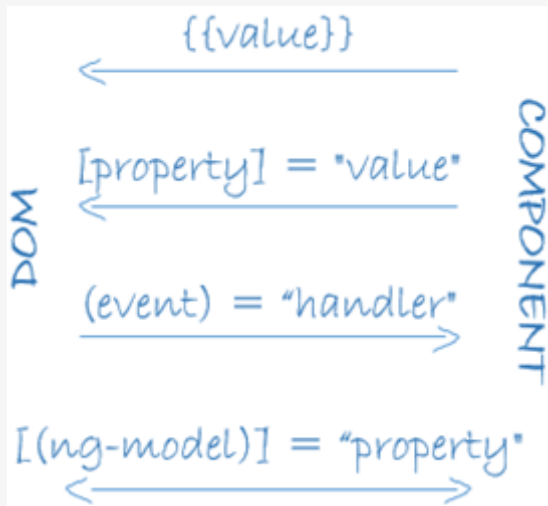 {{value}}
[property] = "value"
DOM
(event) = "handler"
COMPONENT
[(ng-model)] = "property"